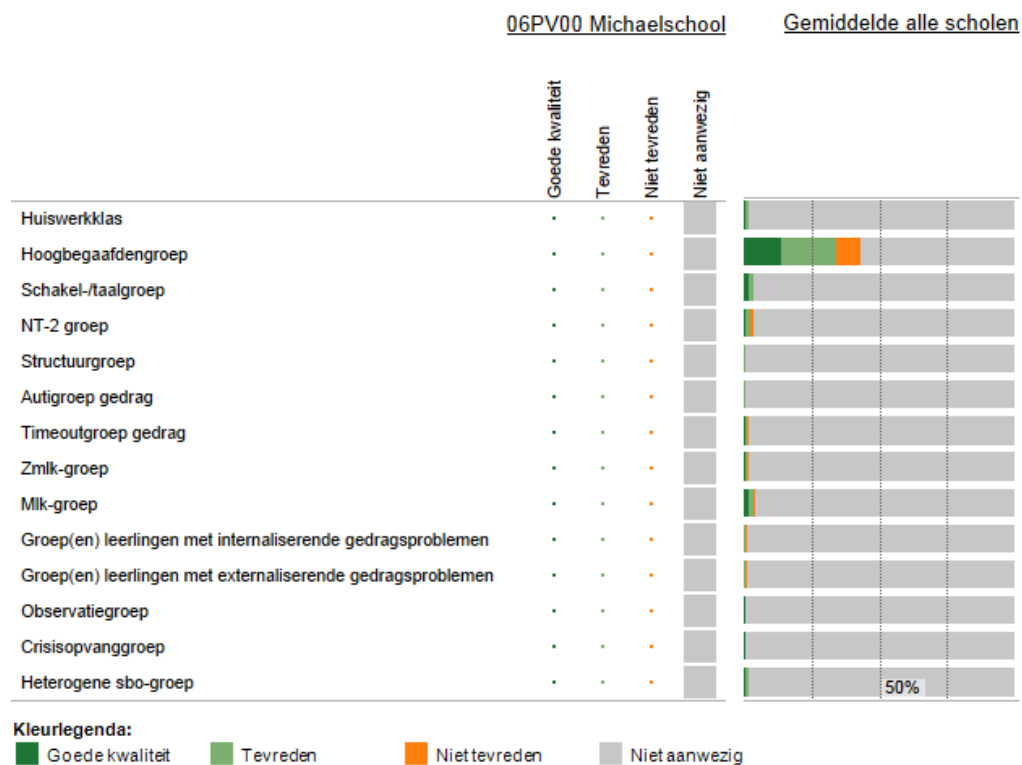 06PV00 Michaelschool Gemiddelde alle scholen
Goede kwaliteit Tevreden Niet tevreden Niet aanwezig
Huiswerkklas
Hoogbegaafdengroep
Schakel-/taalgroep
NT-2 groep
Structuurgroep
Autigroep gedrag
Timeoutgroep gedrag
Zmlk-groep
Mlk-groep
Groep(en) leerlingen met internaliserende gedragsproblemen
Groep(en) leerlingen met externaliserende gedragsproblemen
Observatiegroep
Crisisopvanggroep
Heterogene sbo-groep 50%
Kleurlegenda:
Goede kwaliteit Tevreden Niet tevreden Niet aanwezig